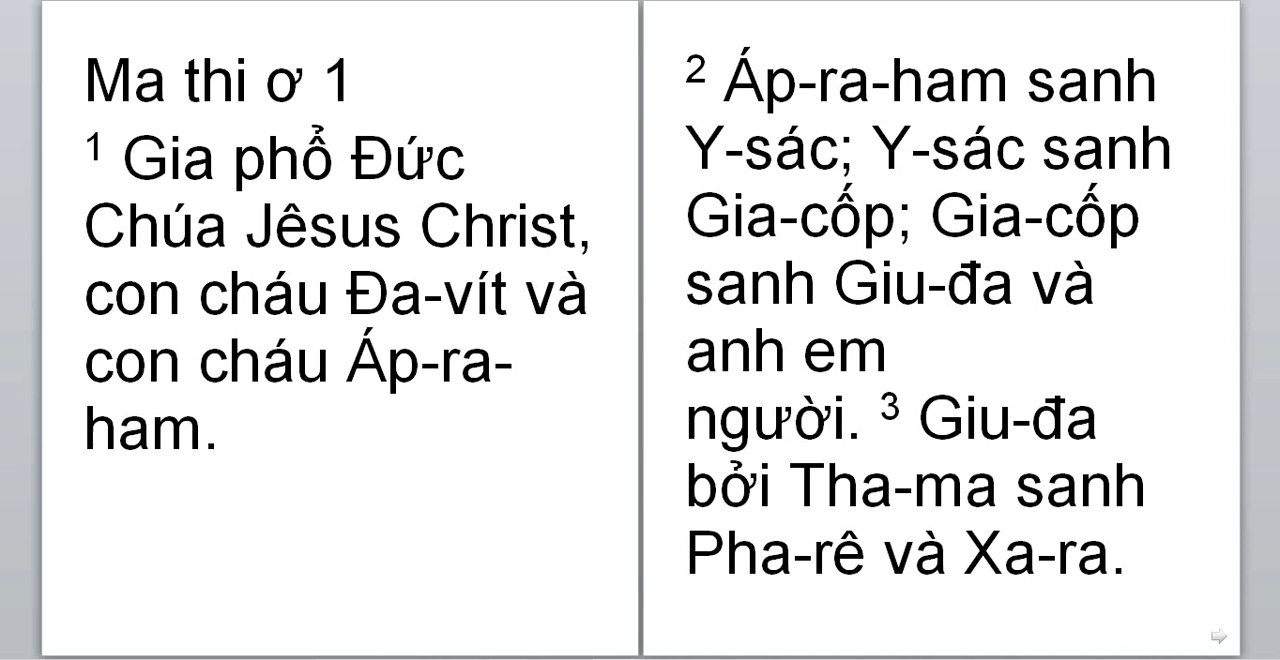 Ma thi ơ 1
1 Gia phổ Đức
Chúa Jêsus Christ,
con cháu Đa-vít và
con cháu Áp-ra-
ham.
2 Áp-ra-ham sanh
Y-sác; Y-sác sanh
Gia-cốp; Gia-cốp
sanh Giu-đa và
anh em
người. 3 Giu-đa
bởi Tha-ma sanh
Pha-rê và Xa-ra.